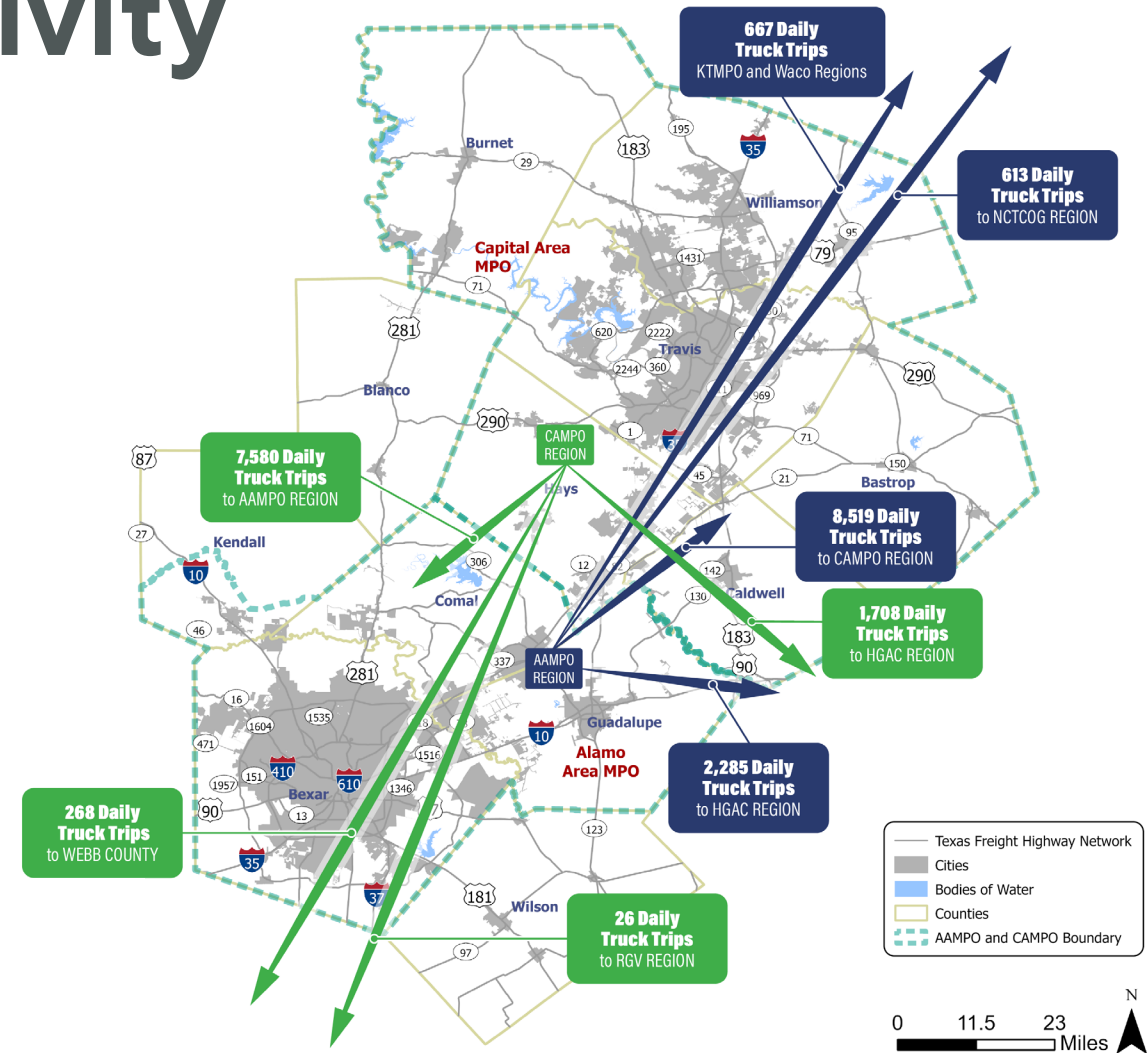 ivity
667 Daily
Truck Trips
KTMPO and Waco Regions
613 Daily
Truck Trips
to NCTCOG REGION
195
183
35
Burnet
29
Williamson
95
79
Capital Area
MPO
1431
71
281
620
2222
Travis
2244
360
290
969
Blanco
290
1
CAMPO
REGION
71
87
7,580 Daily
Truck Trips
to AAMPO REGION
45
150
21
Bastrop
Hays
8,519 Daily
Truck Trips
to CAMPO REGION
27
Kendall
10
306
12
142
Comal
130
Caldwell
1,708 Daily
Truck Trips
to HGAC REGION
46
183
337
AAMPO
REGION
90
281
16
1535
1604
Guadalupe
10
471
1516
Alamo
Area MPO
410
151
610
1957
1346
Bexar
2,285 Daily
Truck Trips
to HGAC REGION
90
13
268 Daily
Truck Trips
to WEBB COUNTY
123
35
37
181
Wilson
26 Daily
Truck Trips
to RGV REGION
97
Texas Freight Highway Network
Cities
Bodies of Water
Counties
AAMPO and CAMPO Boundary
N
0 11.5 23
Miles